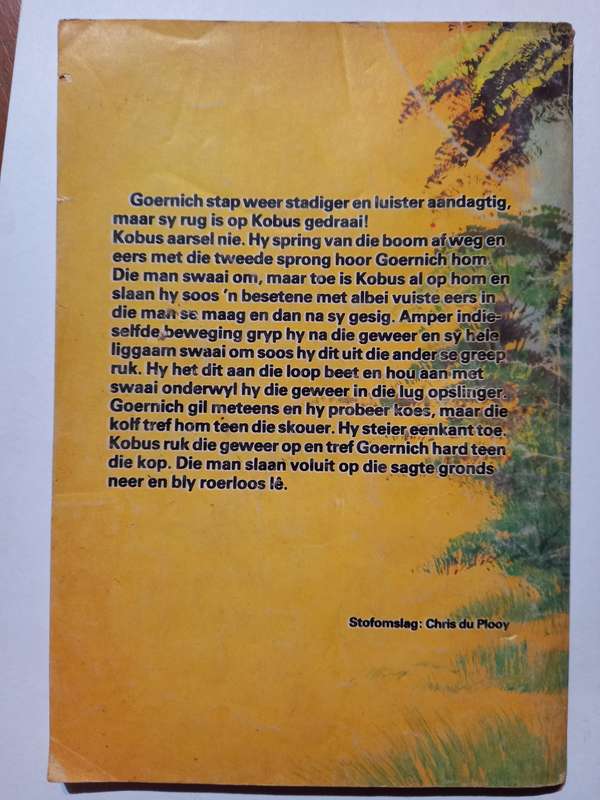 Goernich stap weer stadiger en luister aandagtig,
maar sy rug is op Kobus gedraai!
Kobus aarsel nie. Hy spring van die boom af weg en
eers met die tweede sprong hoor Goernich hom.
Die man swaai om, maar toe is Kobus al op hom en
slaan hy soos 'n besetene met albei vuiste eers in
die man se maag en dan na sy gesig. Amper indie-
selfde beweging gryp hy na die geweer en sy hele
liggaam swaai om soos hy dit uit die ander se greep
ruk. Hy het dit aan die loop beet en hou aan met
swaai onderwyl hy die geweer in die lug opslinger.
Goernich gil meteens en hy probeer koes, maar die
kolf tref hom teen die skouer. Hy steier eenkant toe.
Kobus ruk die geweer op en tref Goernich hard teen
die kop. Die man slaan voluit op die sagte gronds
neer en bly roerloos lê.
Stofomslag: Chris du Plooy